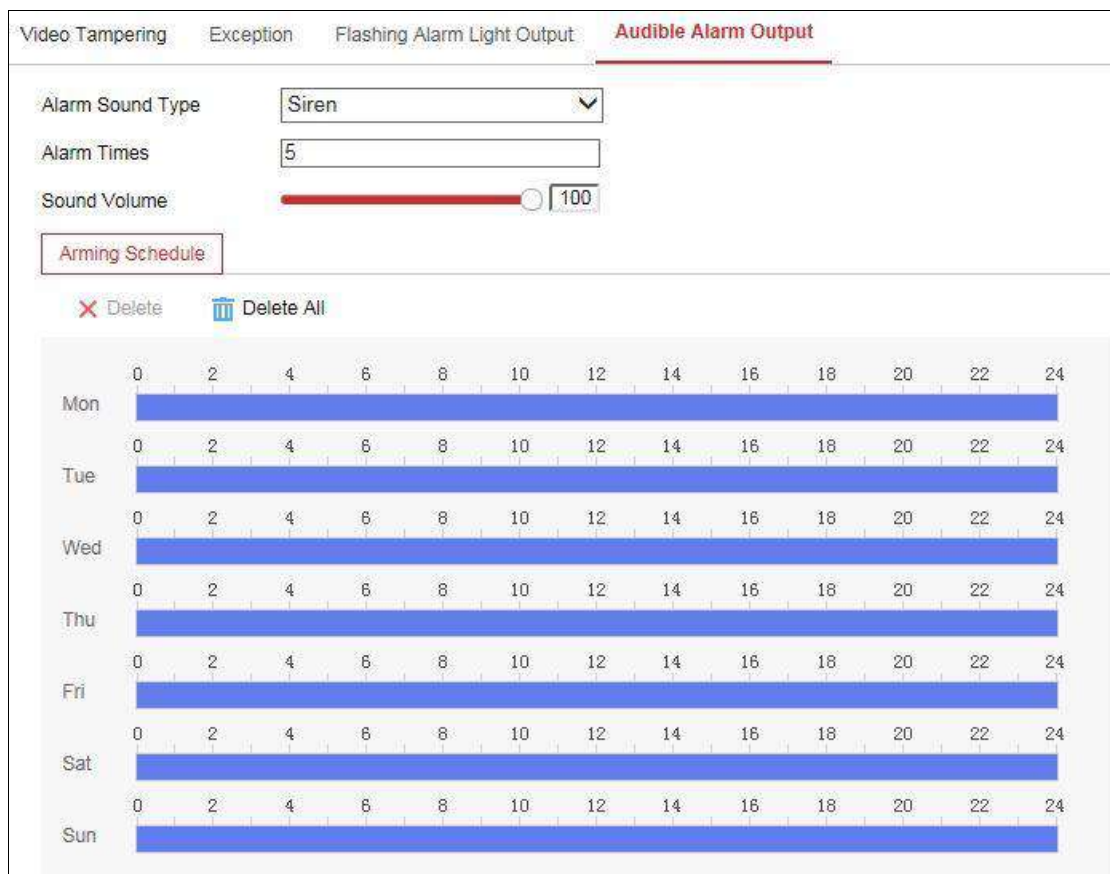 Video Tampering Exception Flashing Alarm Light Output Audible Alarm Output
Alarm Sound Type Siren
Alarm Times 5
Sound Volume 100
Arming Schedule
Delete Delete All
0 2 4 6 8 10 12 14 16 18 20 22 24
Mon
0 2 4 6 8 10 12 14 16 18 20 22 24
Tue
0 2 4 6 8 10 12 14 16 18 20 22 24
Wed
0 2 4 6 8 10 12 14 16 18 20 22 24
Thu
0 2 4 6 8 10 12 14 16 18 20 22 24
Fri
0 2 4 6 8 10 12 14 16 18 20 22 24
Sat
0 2 4 6 8 10 12 14 16 18 20 22 24
Sun